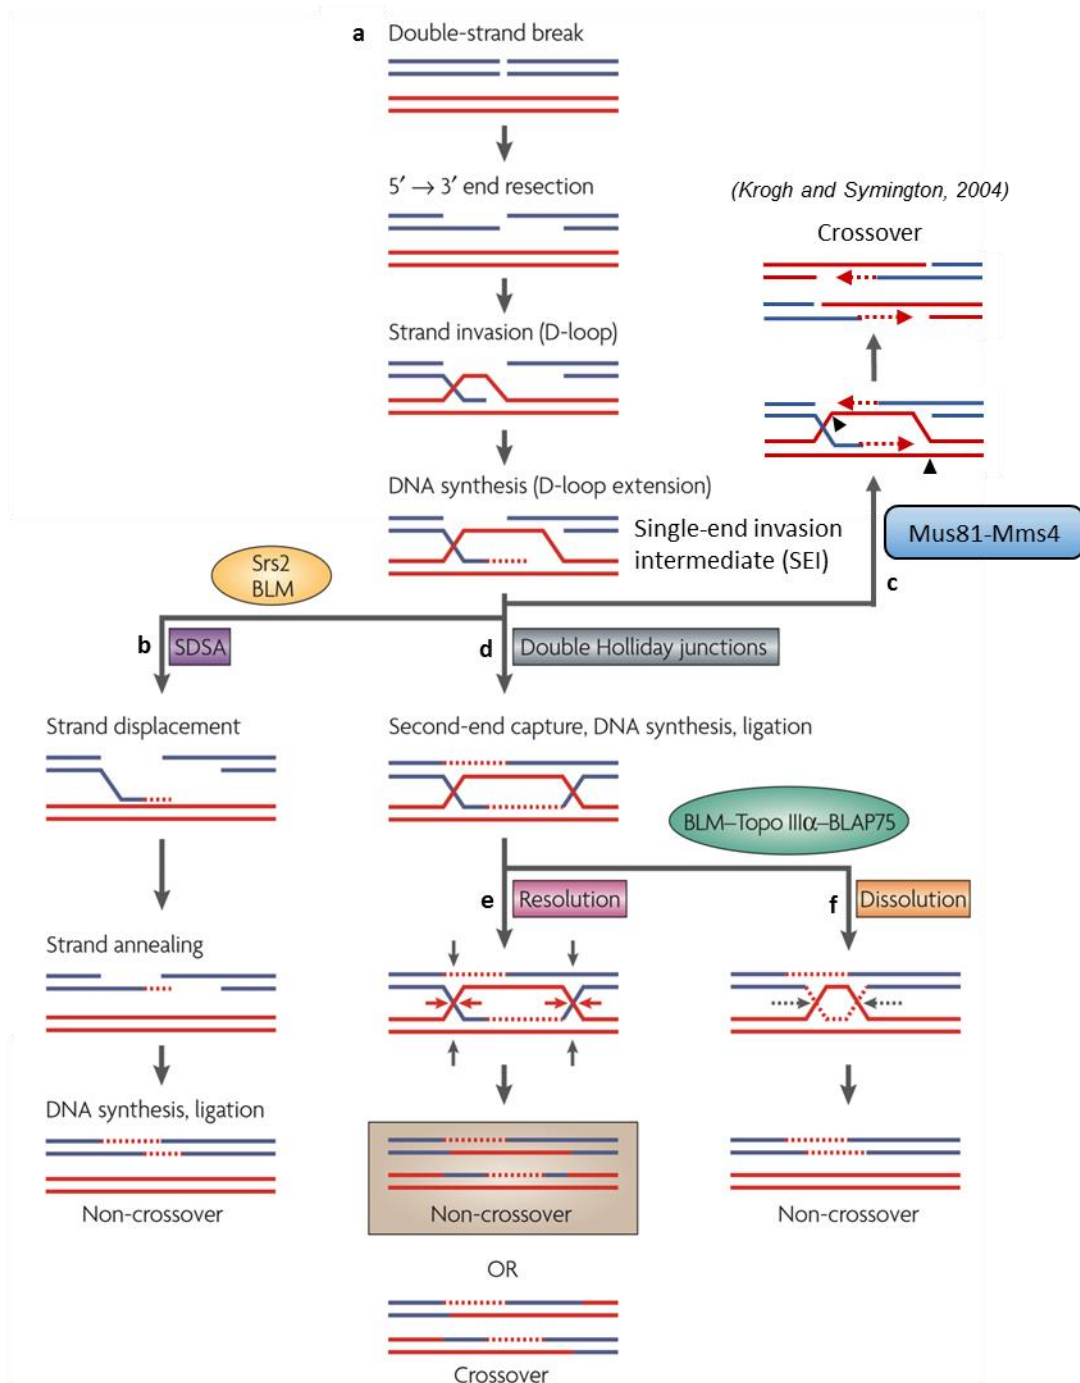 a Double-strand break
5′ → 3′ end resection
(Krogh and Symington, 2004)
Crossover
Strand invasion (D-loop)
DNA synthesis (D-loop extension)
Single-end invasion
intermediate (SEI)
Mus81-Mms4
Srs2
BLM
c
b SDSA
d Double Holliday junctions
Strand displacement
Second-end capture, DNA synthesis, ligation
BLM–Topo IIIα–BLAP75
e Resolution
f Dissolution
Strand annealing
DNA synthesis, ligation
Non-crossover
Non-crossover
Non-crossover
OR
Crossover